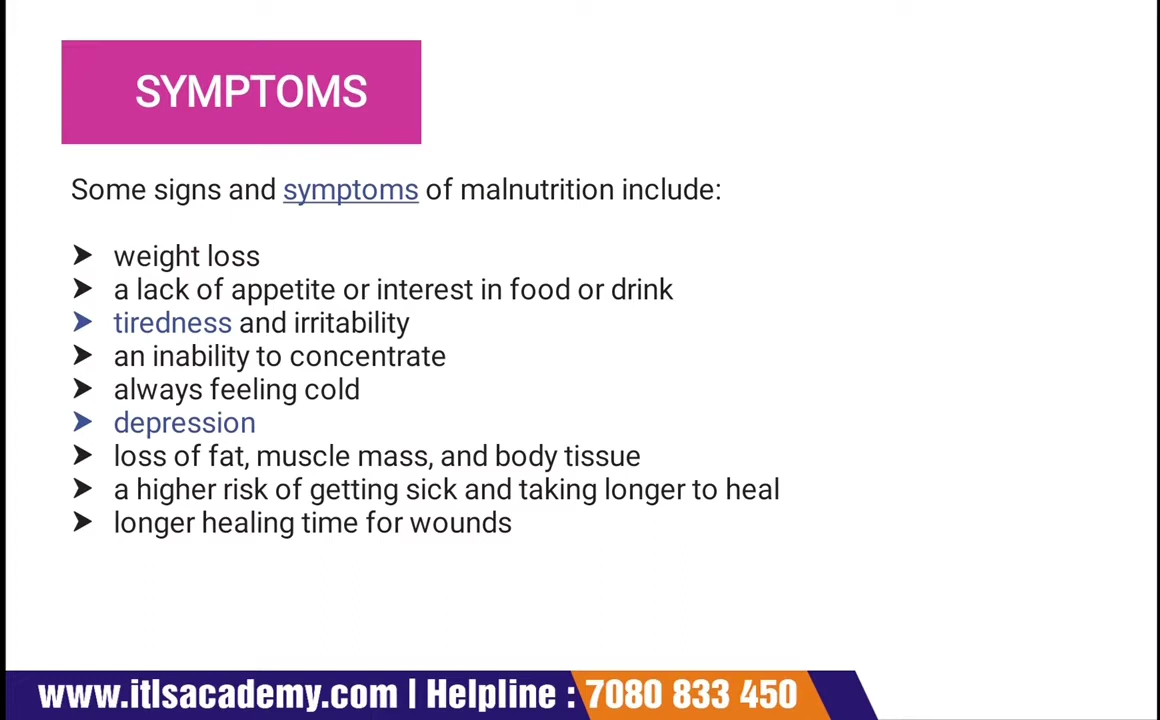 SYMPTOMS
Some signs and symptoms of malnutrition include:
➤ weight loss
➤ a lack of appetite or interest in food or drink
➤ tiredness and irritability
➤ an inability to concentrate
➤ always feeling cold
➤ depression
➤ loss of fat, muscle mass, and body tissue
➤ a higher risk of getting sick and taking longer to heal
➤ longer healing time for wounds
www.itlsacademy.com | Helpline : 7080 833 450